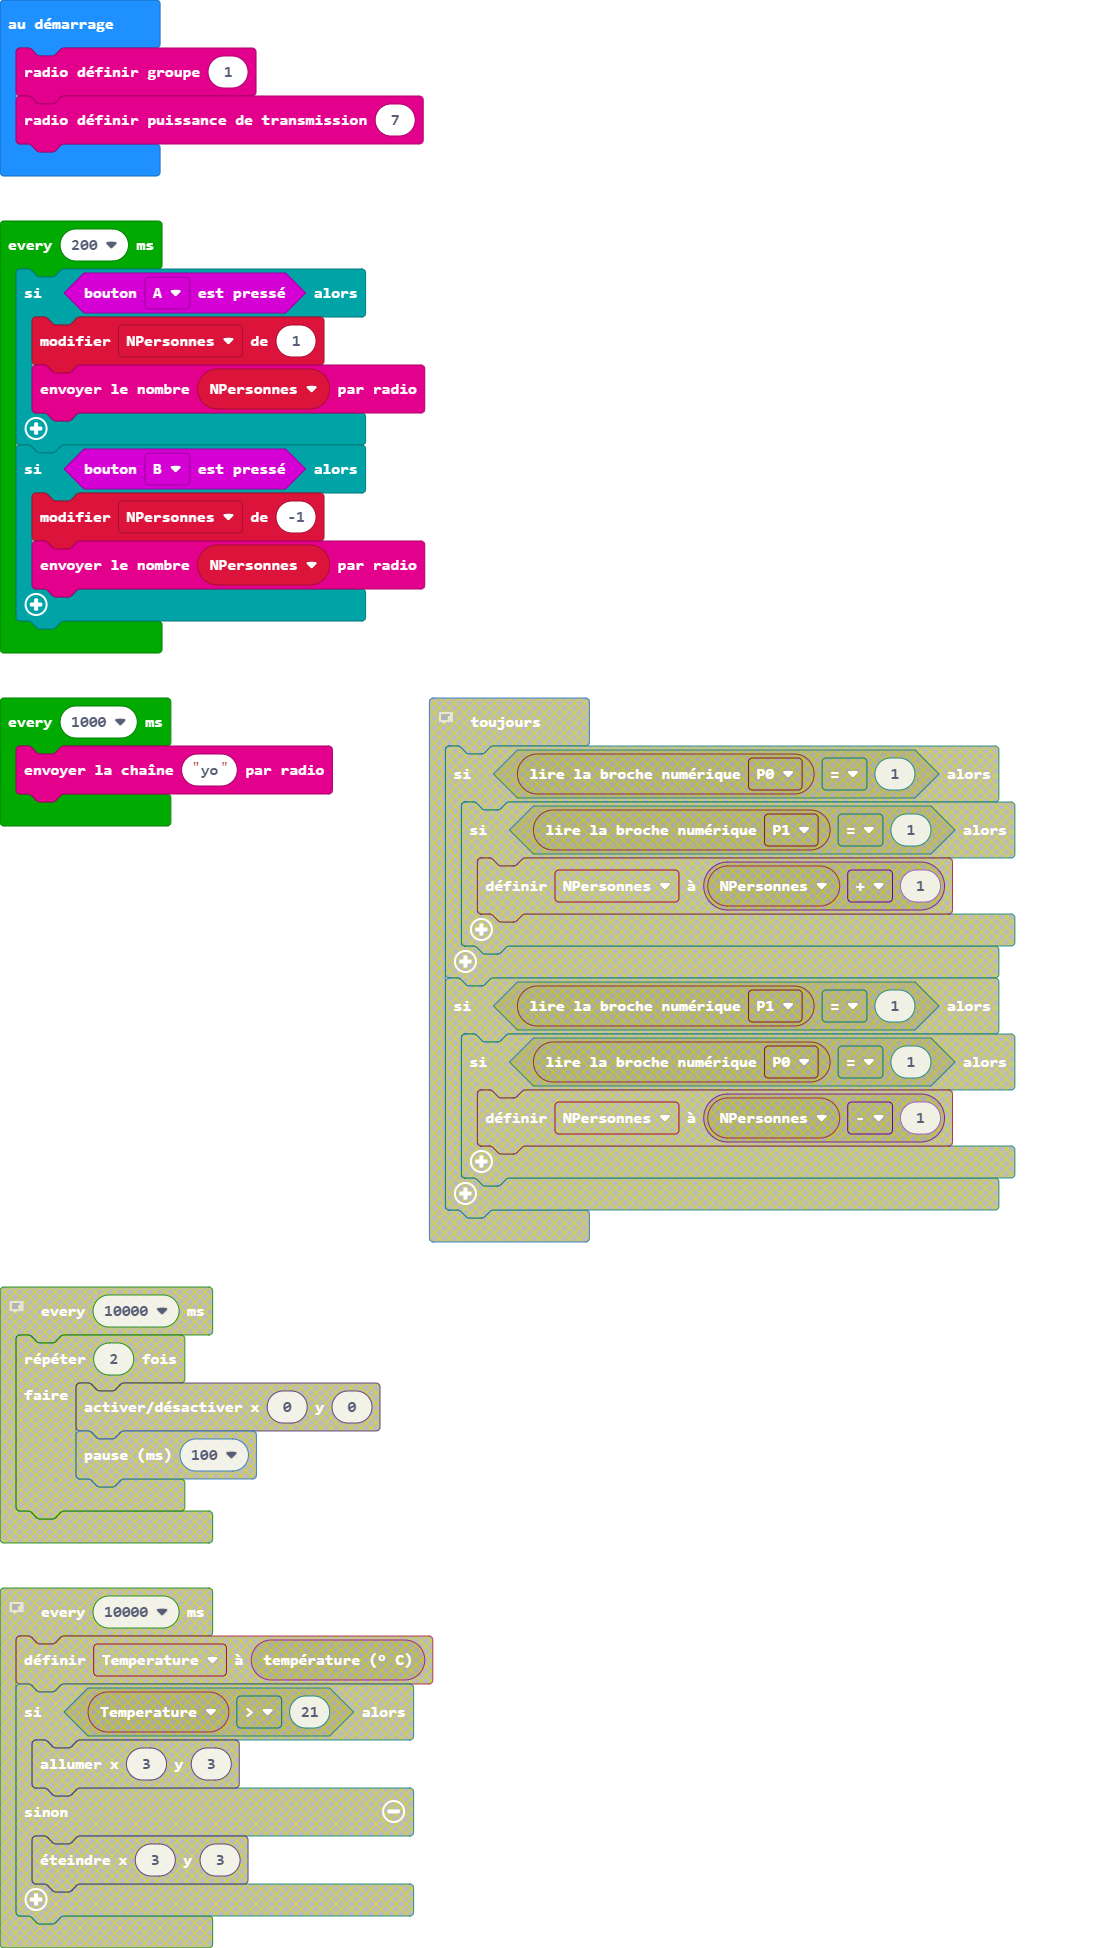 au démarrage
radio définir groupe 1
radio définir puissance de transmission 7
every 200 ms
si bouton A est pressé alors
modifier NPersonnes de 1
envoyer le nombre NPersonnes par radio
si bouton B est pressé alors
modifier NPersonnes de -1
envoyer le nombre NPersonnes par radio
every 1000 ms
envoyer la chaîne "yo" par radio
toujours
si lire la broche numérique P0 = 1 alors
si lire la broche numérique P1 = 1 alors
définir NPersonnes à NPersonnes + 1
si lire la broche numérique P1 = 1 alors
si lire la broche numérique P0 = 1 alors
définir NPersonnes à NPersonnes - 1
every 10000 ms
répéter 2 fois
faire
activer/désactiver x 0 y 0
pause (ms) 100
every 10000 ms
définir Temperature à température (° C)
si Temperature > 21 alors
allumer x 3 y 3
sinon
éteindre x 3 y 3